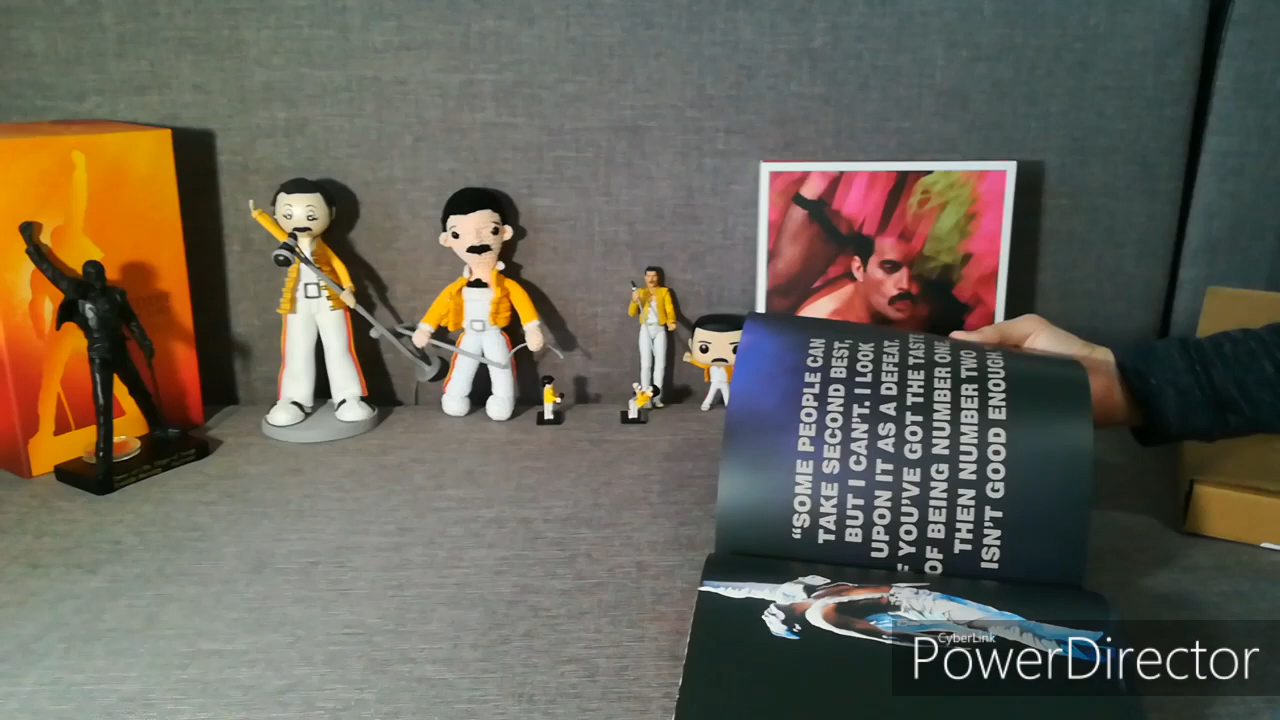 “SOME PEOPLE CAN
TAKE SECOND BEST,
BUT I CAN'T. I LOOK
UPON IT AS A DEFEAT.
F YOU'VE GOT THE TAST
OF BEING NUMBER ONE
THEN NUMBER TWO
ISN'T GOOD ENOUGH
CyberLink
PowerDirector